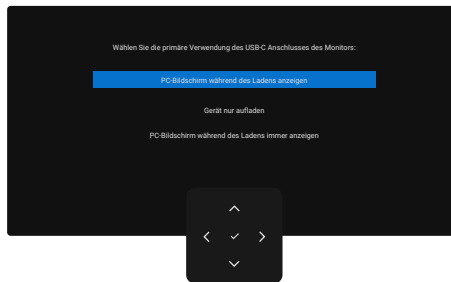 Wählen Sie die primäre Verwendung des USB-C Anschlusses des Monitors:
PC-Bildschirm während des Ladens anzeigen
Gerät nur aufladen
PC-Bildschirm während des Ladens immer anzeigen